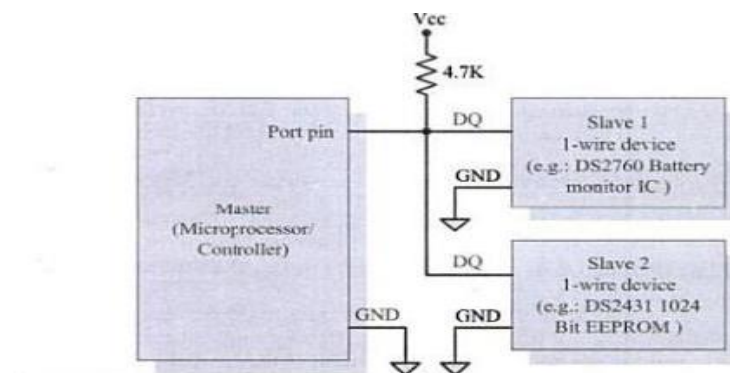 Vcc
4.7K
Port pin
DQ
Slave 1
1-wire device
(e.g.: DS2760 Battery
monitor IC )
GND
Master
(Microprocessor/
Controller)
DQ
Slave 2
1-wire device
(e.g.: DS2431 1024
Bit EEPROM )
GND
GND